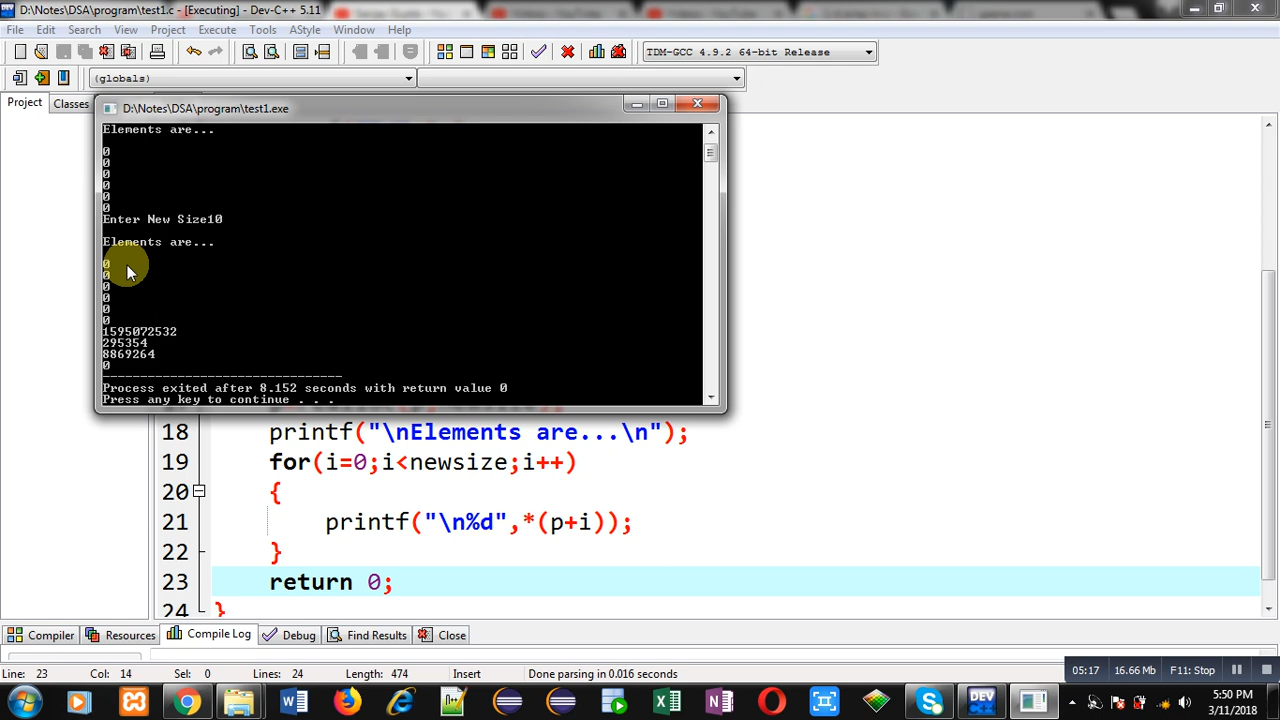 D:\Notes\DSA\program\test1.c - [Executing] - Dev-C++ 5.11
File Edit Search View Project Execute Tools AStyle Window Help
TDM-GCC 4.9.2 64-bit Release
(globals)
Project Classes
D:\Notes\DSA\program\test1.exe
Elements are...
0
0
0
0
0
0
Enter New Size10
Elements are...
0
0
0
0
0
0
1595072532
295354
8869264
0
--------------------------------
Process exited after 8.152 seconds with return value 0
Press any key to continue . . .
18 printf("\nElements are...\n");
19 for(i=0;i<newsize;i++)
20 {
21 printf("\n%d",*(p+i));
22 }
23 return 0;
24 }
Compiler Resources Compile Log Debug Find Results Close
Line: 23 Col: 14 Sel: 0 Lines: 24 Length: 474 Insert Done parsing in 0.016 seconds
05:17 16.66 Mb F11: Stop
5:50 PM
3/11/2018